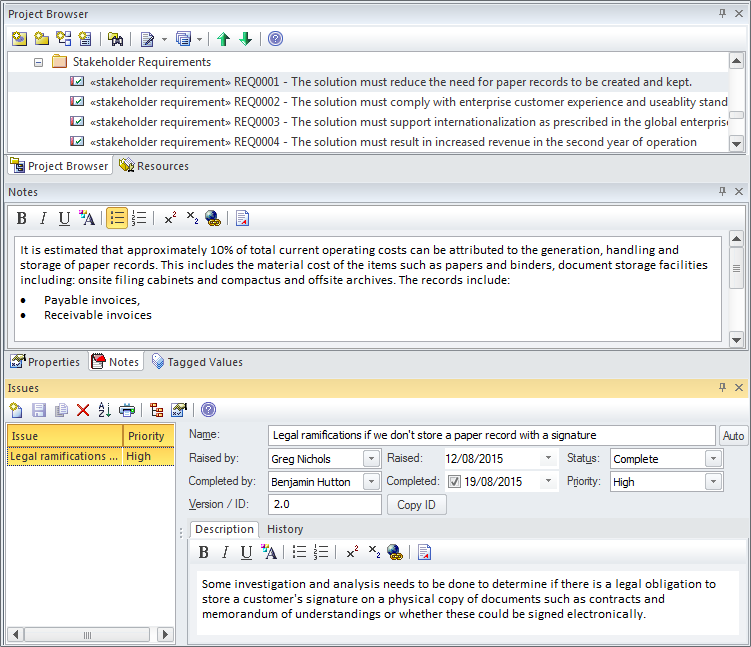 Project Browser
Stakeholder Requirements
«stakeholder requirement» REQ0001 - The solution must reduce the need for paper records to be created and kept.
«stakeholder requirement» REQ0002 - The solution must comply with enterprise customer experience and useablity stand
«stakeholder requirement» REQ0003 - The solution must support internationalization as prescribed in the global enterprise
«stakeholder requirement» REQ0004 - The solution must result in increased revenue in the second year of operation
Project Browser Resources
Notes
B I U A x² x₂
It is estimated that approximately 10% of total current operating costs can be attributed to the generation, handling and
storage of paper records. This includes the material cost of the items such as papers and binders, document storage facilities
including: onsite filing cabinets and compactus and offsite archives. The records include:
• Payable invoices,
• Receivable invoices
Properties Notes Tagged Values
Issues
Issue Priority
Legal ramifications ... High
Name: Legal ramifications if we don't store a paper record with a signature Auto
Raised by: Greg Nichols Raised: 12/08/2015 Status: Complete
Completed by: Benjamin Hutton Completed: 19/08/2015 Priority: High
Version / ID: 2.0 Copy ID
Description History
B I U A x² x₂
Some investigation and analysis needs to be done to determine if there is a legal obligation to
store a customer's signature on a physical copy of documents such as contracts and
memorandum of understandings or whether these could be signed electronically.